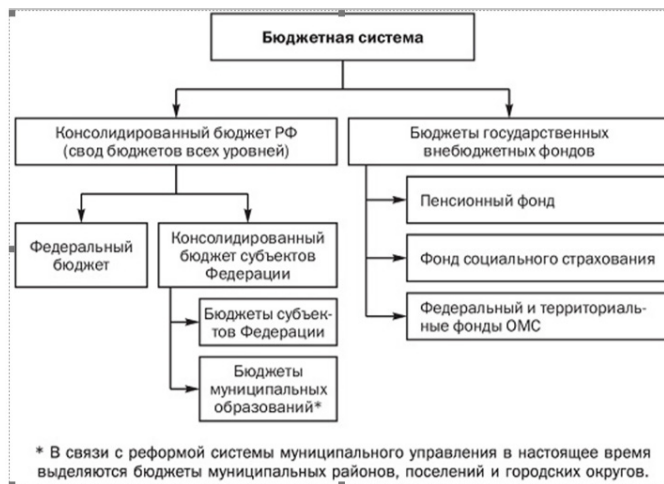 Бюджетная система
Консолидированный бюджет РФ
(свод бюджетов всех уровней)
Бюджеты государственных
внебюджетных фондов
Федеральный
бюджет
Консолидированный
бюджет субъектов
Федерации
Бюджеты субъек-
тов Федерации
Бюджеты
муниципальных
образований*
Пенсионный фонд
Фонд социального страхования
Федеральный и территориаль-
ные фонды ОМС
* В связи с реформой системы муниципального управления в настоящее время
выделяются бюджеты муниципальных районов, поселений и городских округов.